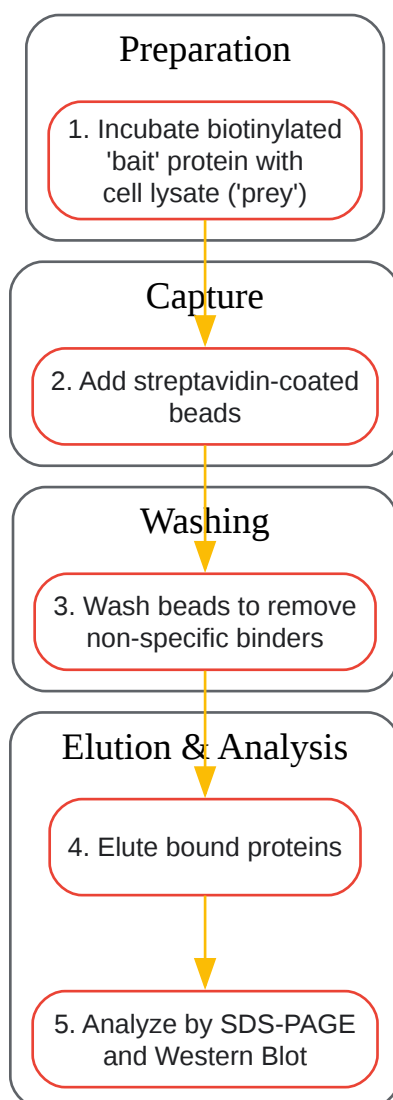 Preparation
1. Incubate biotinylated
'bait' protein with
cell lysate ('prey')
Capture
2. Add streptavidin-coated
beads
Washing
3. Wash beads to remove
non-specific binders
Elution & Analysis
4. Elute bound proteins
5. Analyze by SDS-PAGE
and Western Blot